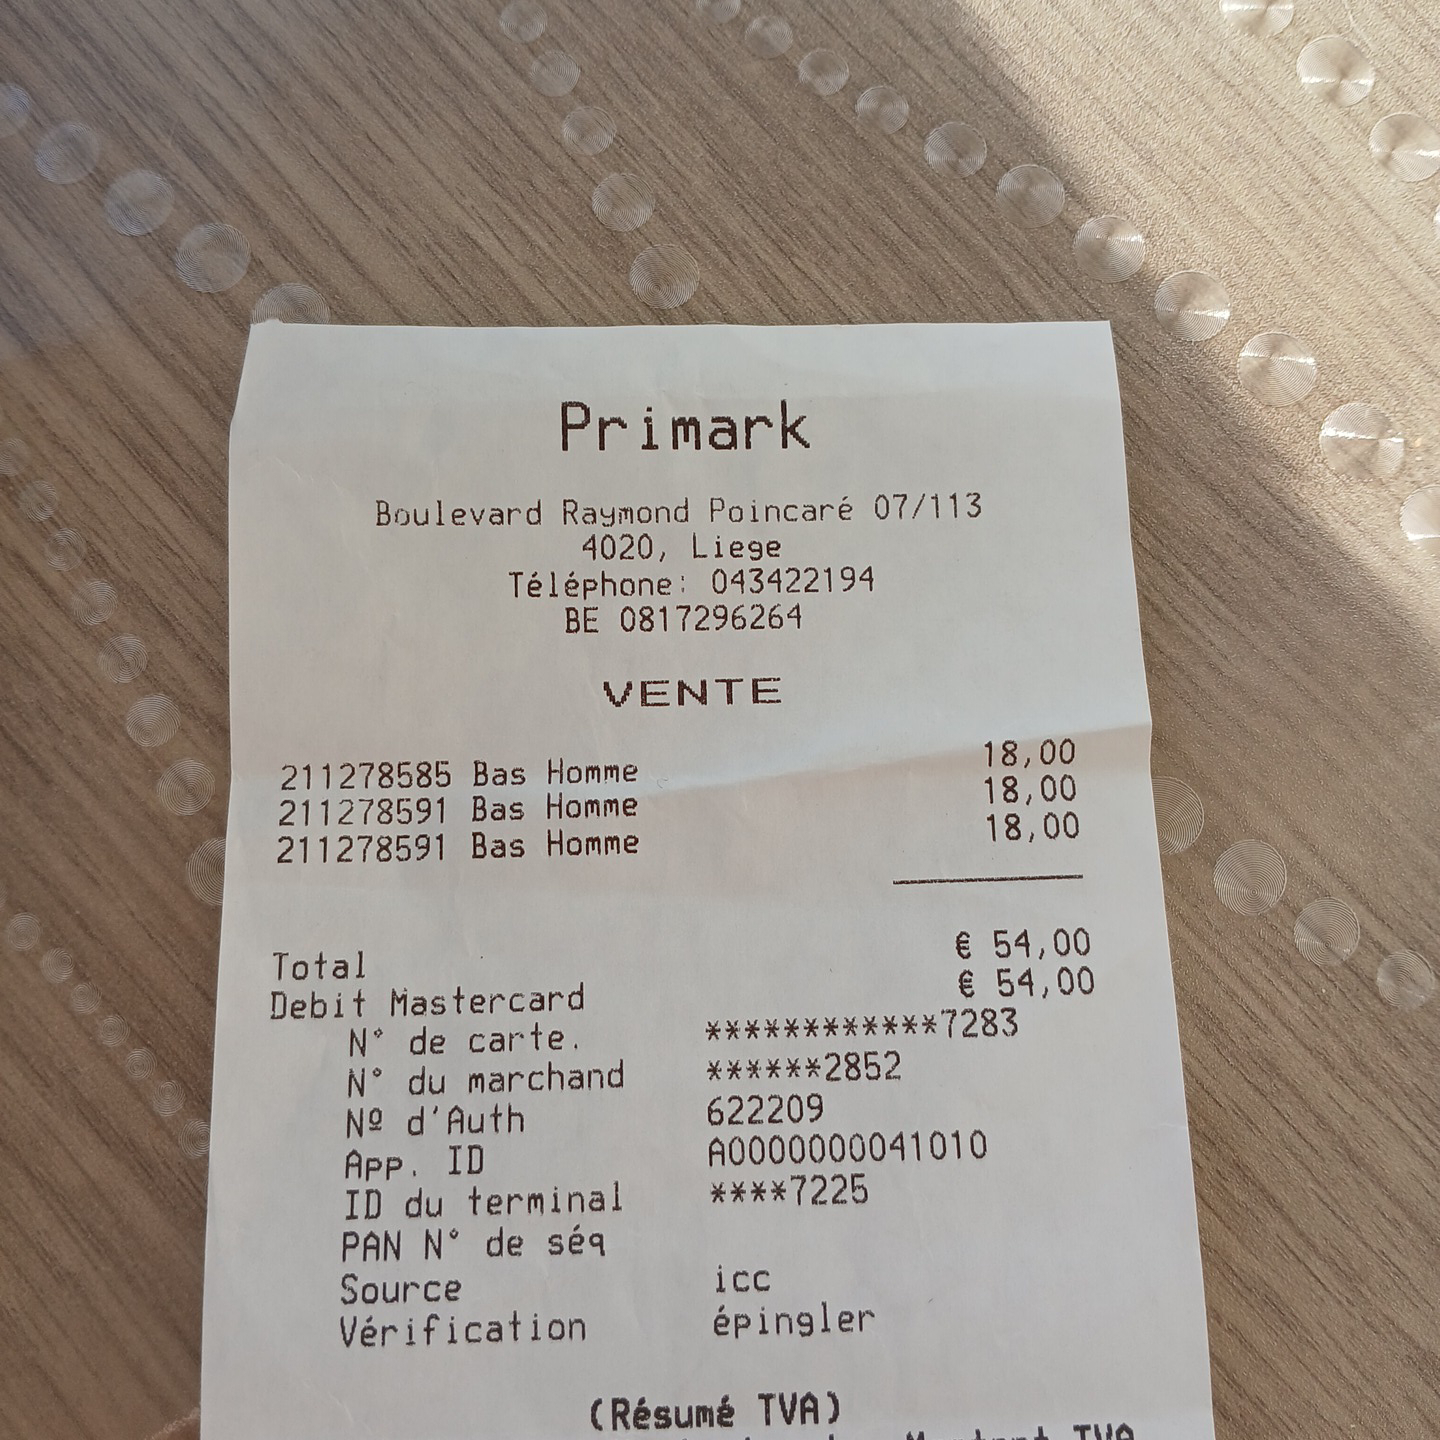 Primark
Boulevard Raymond Poincaré 07/113
4020, Liege
Téléphone: 043422194
BE 0817296264
VENTE
211278585 Bas Homme 18,00
211278591 Bas Homme 18,00
211278591 Bas Homme 18,00
Total € 54,00
Debit Mastercard € 54,00
N° de carte. ************7283
N° du marchand ******2852
Nº d'Auth 622209
App. ID A0000000041010
ID du terminal ****7225
PAN N° de séq
Source icc
Vérification épingler
(Résumé TVA)
Montant TVA